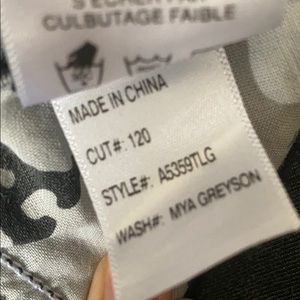 CULBUTAGE FAIBLE
MADE IN CHINA
CUT#: 120
STYLE#: A5359TLG
WASH#: MYA GREYSON